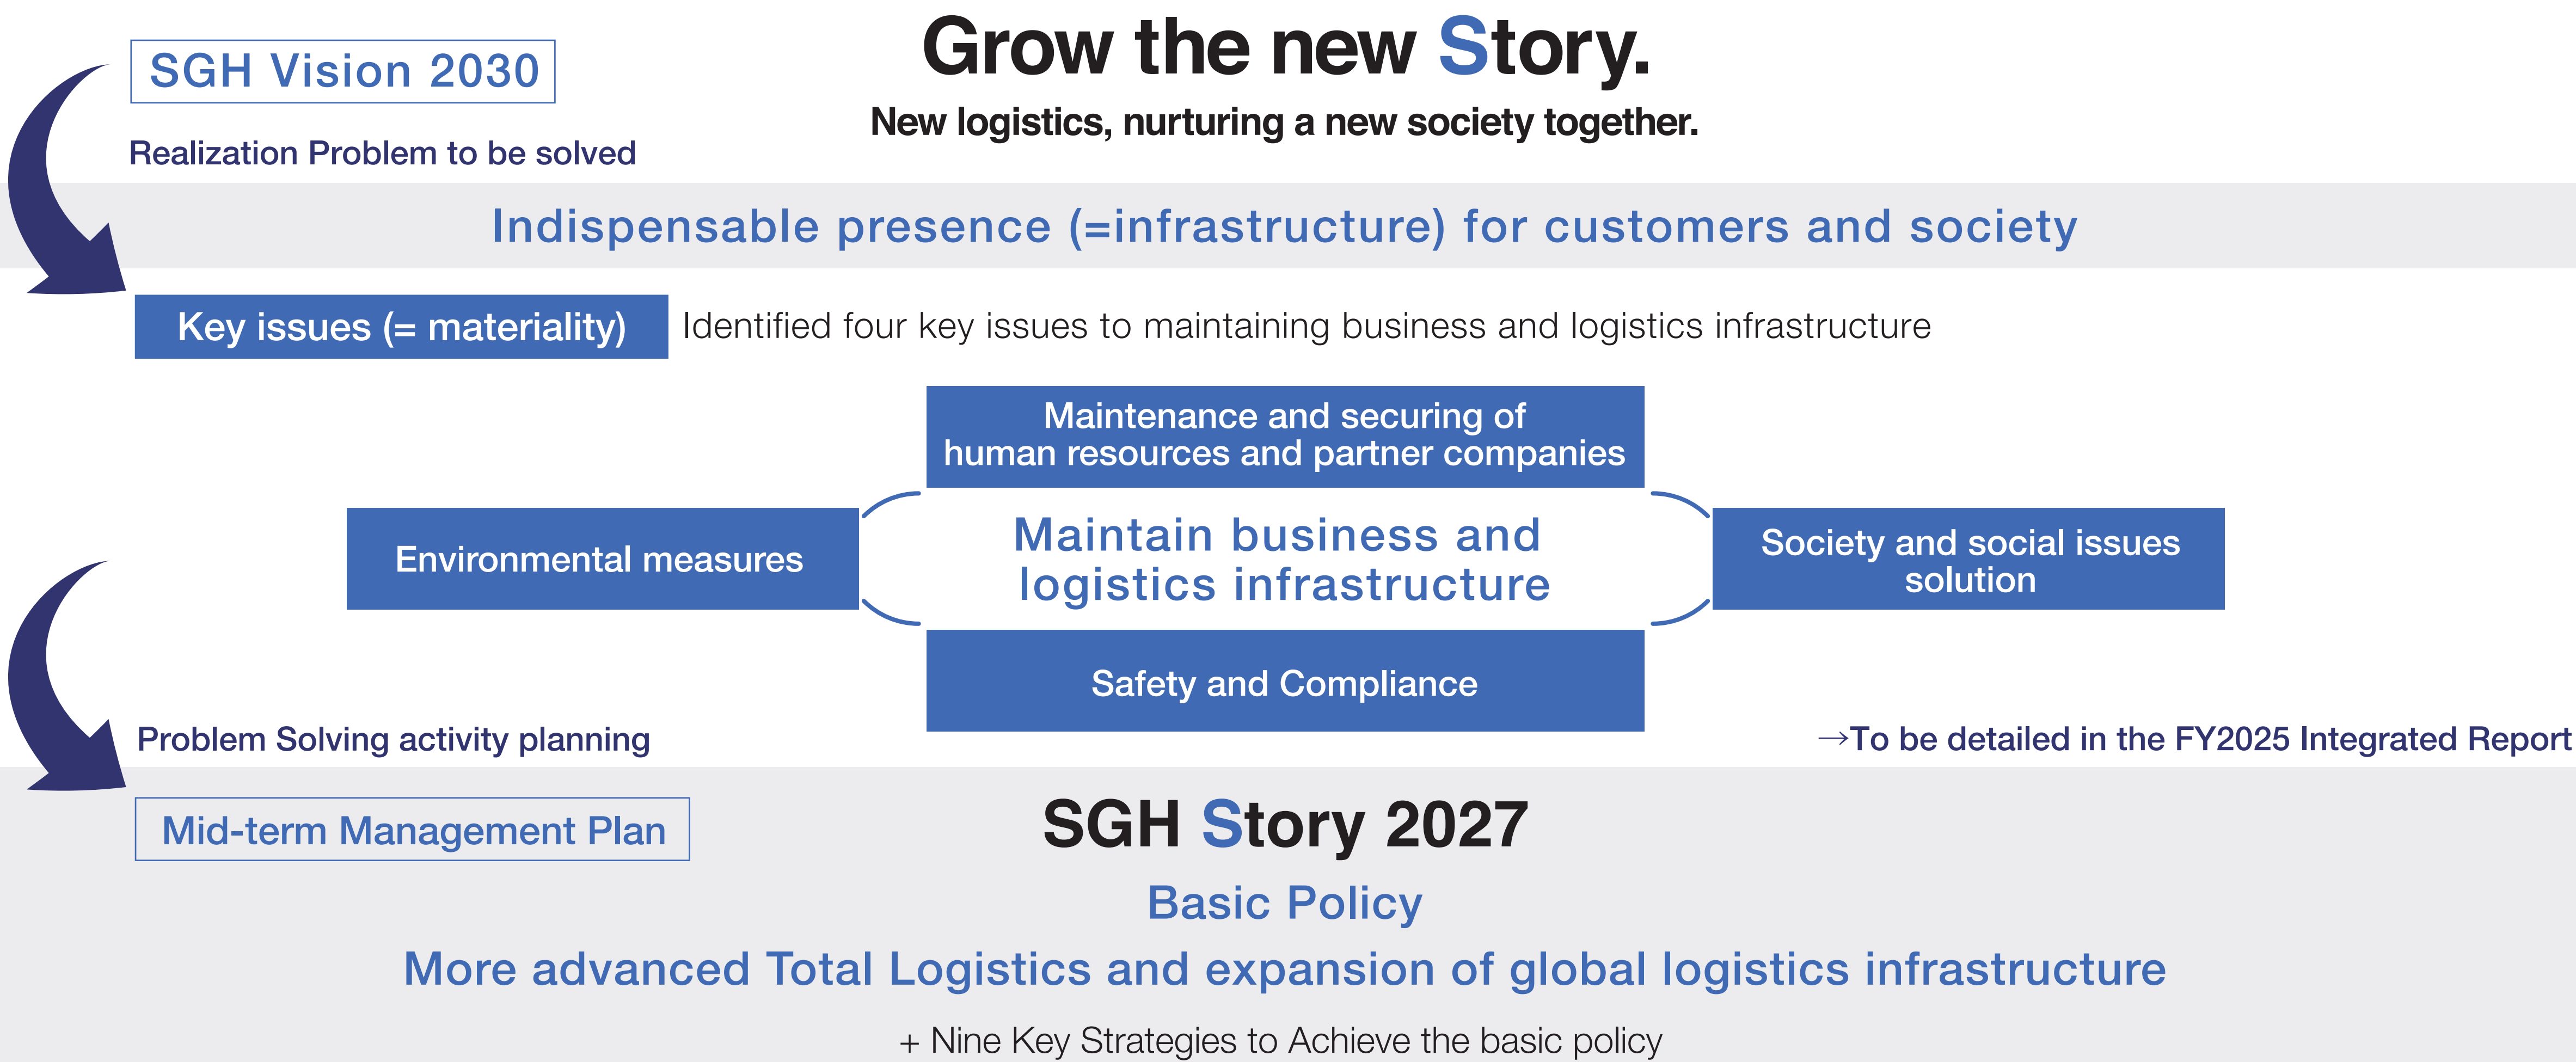 SGH Vision 2030
Grow the new Story.
New logistics, nurturing a new society together.
Realization Problem to be solved
Indispensable presence (=infrastructure) for customers and society
Key issues (= materiality)
Identified four key issues to maintaining business and logistics infrastructure
Maintenance and securing of
human resources and partner companies
Environmental measures
Maintain business and
logistics infrastructure
Society and social issues
solution
Safety and Compliance
Problem Solving activity planning
→To be detailed in the FY2025 Integrated Report
Mid-term Management Plan
SGH Story 2027
Basic Policy
More advanced Total Logistics and expansion of global logistics infrastructure
+ Nine Key Strategies to Achieve the basic policy